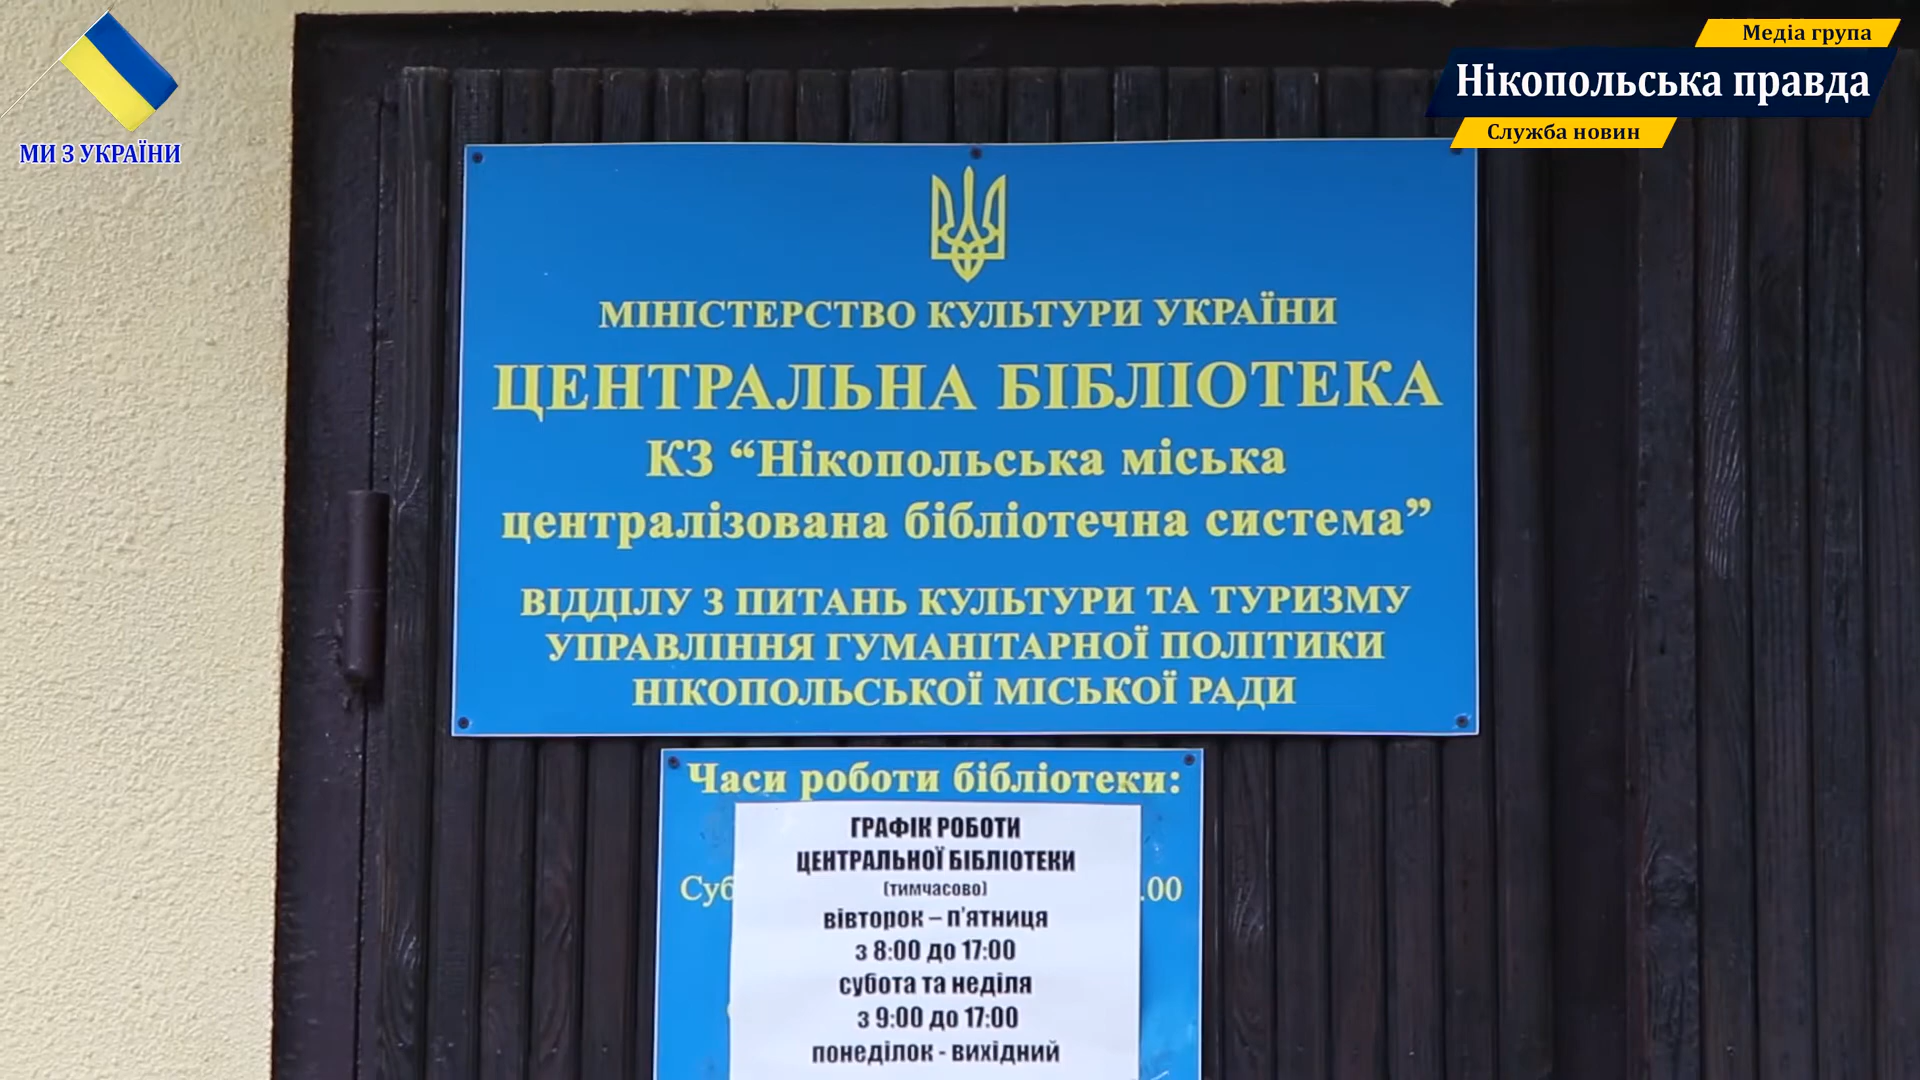 МИ З УКРАЇНИ
Медіа група
Нікопольська правда
Служба новин
МІНІСТЕРСТВО КУЛЬТУРИ УКРАЇНИ
ЦЕНТРАЛЬНА БІБЛІОТЕКА
КЗ “Нікопольська міська
централізована бібліотечна система”
ВІДДІЛУ З ПИТАНЬ КУЛЬТУРИ ТА ТУРИЗМУ
УПРАВЛІННЯ ГУМАНІТАРНОЇ ПОЛІТИКИ
НІКОПОЛЬСЬКОЇ МІСЬКОЇ РАДИ
Часи роботи бібліотеки:
ГРАФІК РОБОТИ
ЦЕНТРАЛЬНОЇ БІБЛІОТЕКИ
(тимчасово)
вівторок – п'ятниця
з 8:00 до 17:00
субота та неділя
з 9:00 до 17:00
понеділок - вихідний